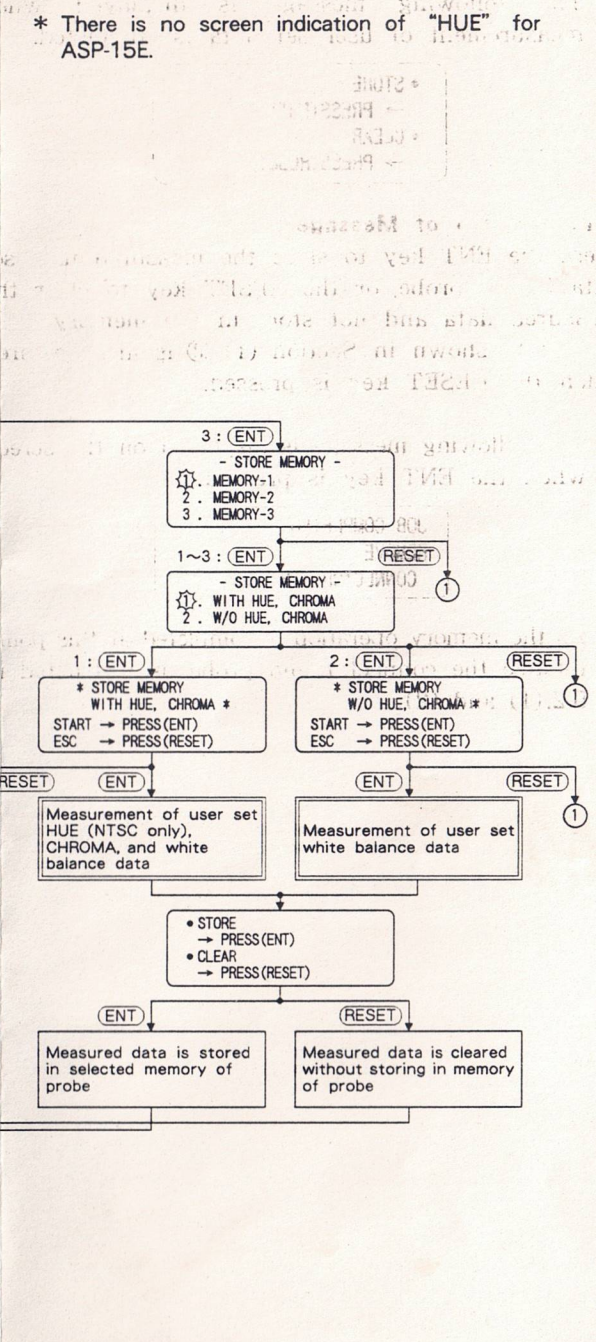 * There is no screen indication of “HUE” for
ASP-15E.
3 : ENT
- STORE MEMORY -
1. MEMORY-1
2 . MEMORY-2
3 . MEMORY-3
1~3 : ENT
RESET
1
- STORE MEMORY -
1. WITH HUE, CHROMA
2 . W/O HUE, CHROMA
1 : ENT
2 : ENT
RESET
1
* STORE MEMORY
WITH HUE, CHROMA *
START → PRESS(ENT)
ESC → PRESS(RESET)
* STORE MEMORY
W/O HUE, CHROMA *
START → PRESS(ENT)
ESC → PRESS(RESET)
RESET
ENT
ENT
RESET
1
Measurement of user set
HUE (NTSC only),
CHROMA, and white
balance data
Measurement of user set
white balance data
• STORE
→ PRESS(ENT)
• CLEAR
→ PRESS(RESET)
ENT
RESET
Measured data is stored
in selected memory of
probe
Measured data is cleared
without storing in memory
of probe